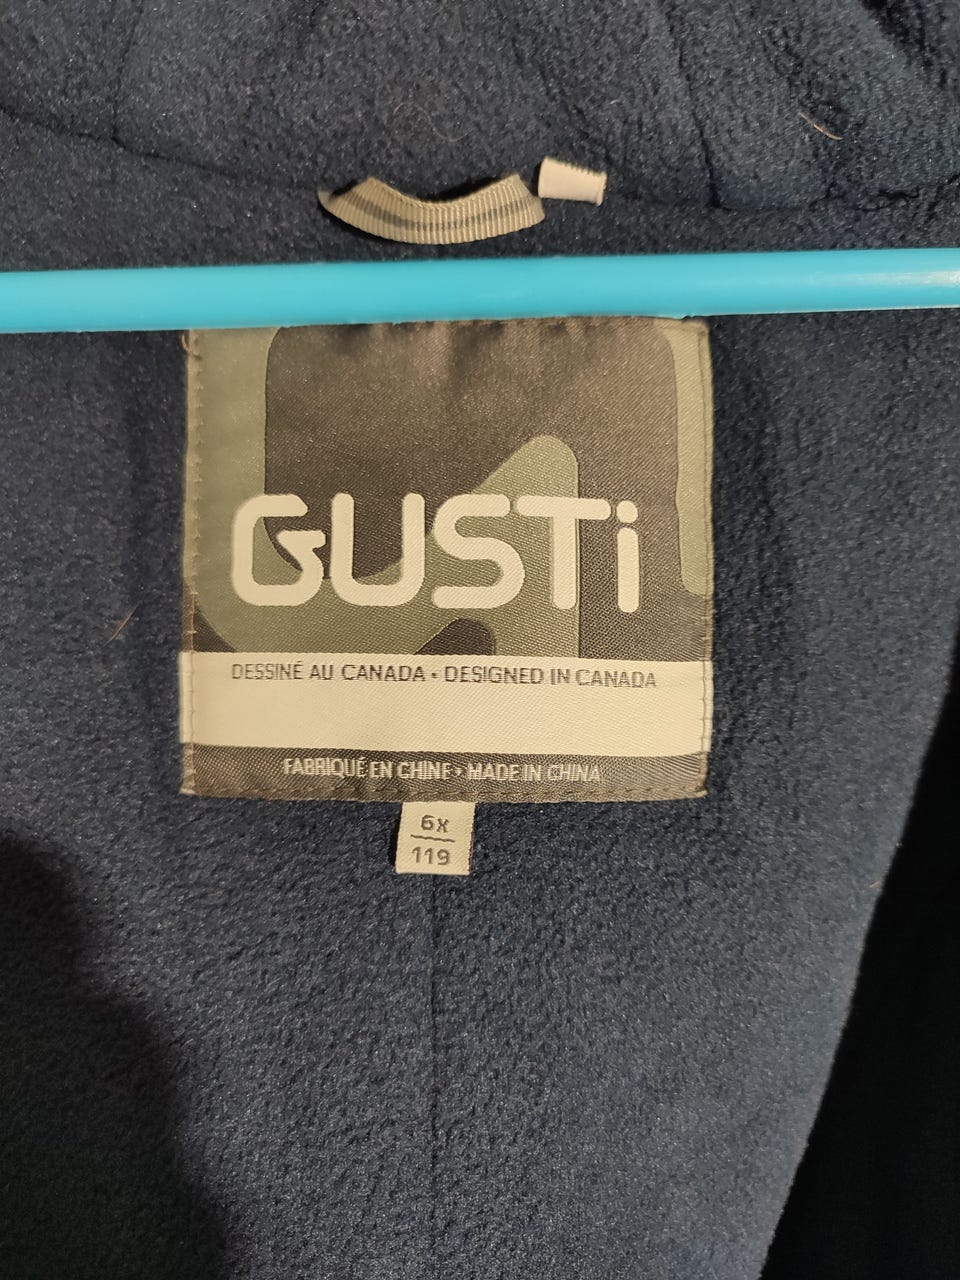 GUSTi
DESSINÉ AU CANADA • DESIGNED IN CANADA
FABRIQUÉ EN CHINE • MADE IN CHINA
6x
119